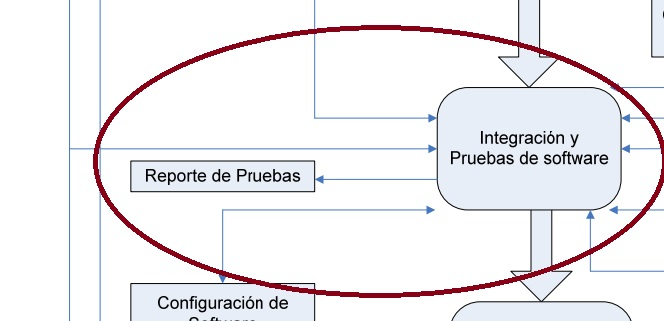 Integración y
Pruebas de software
Reporte de Pruebas
Configuración de